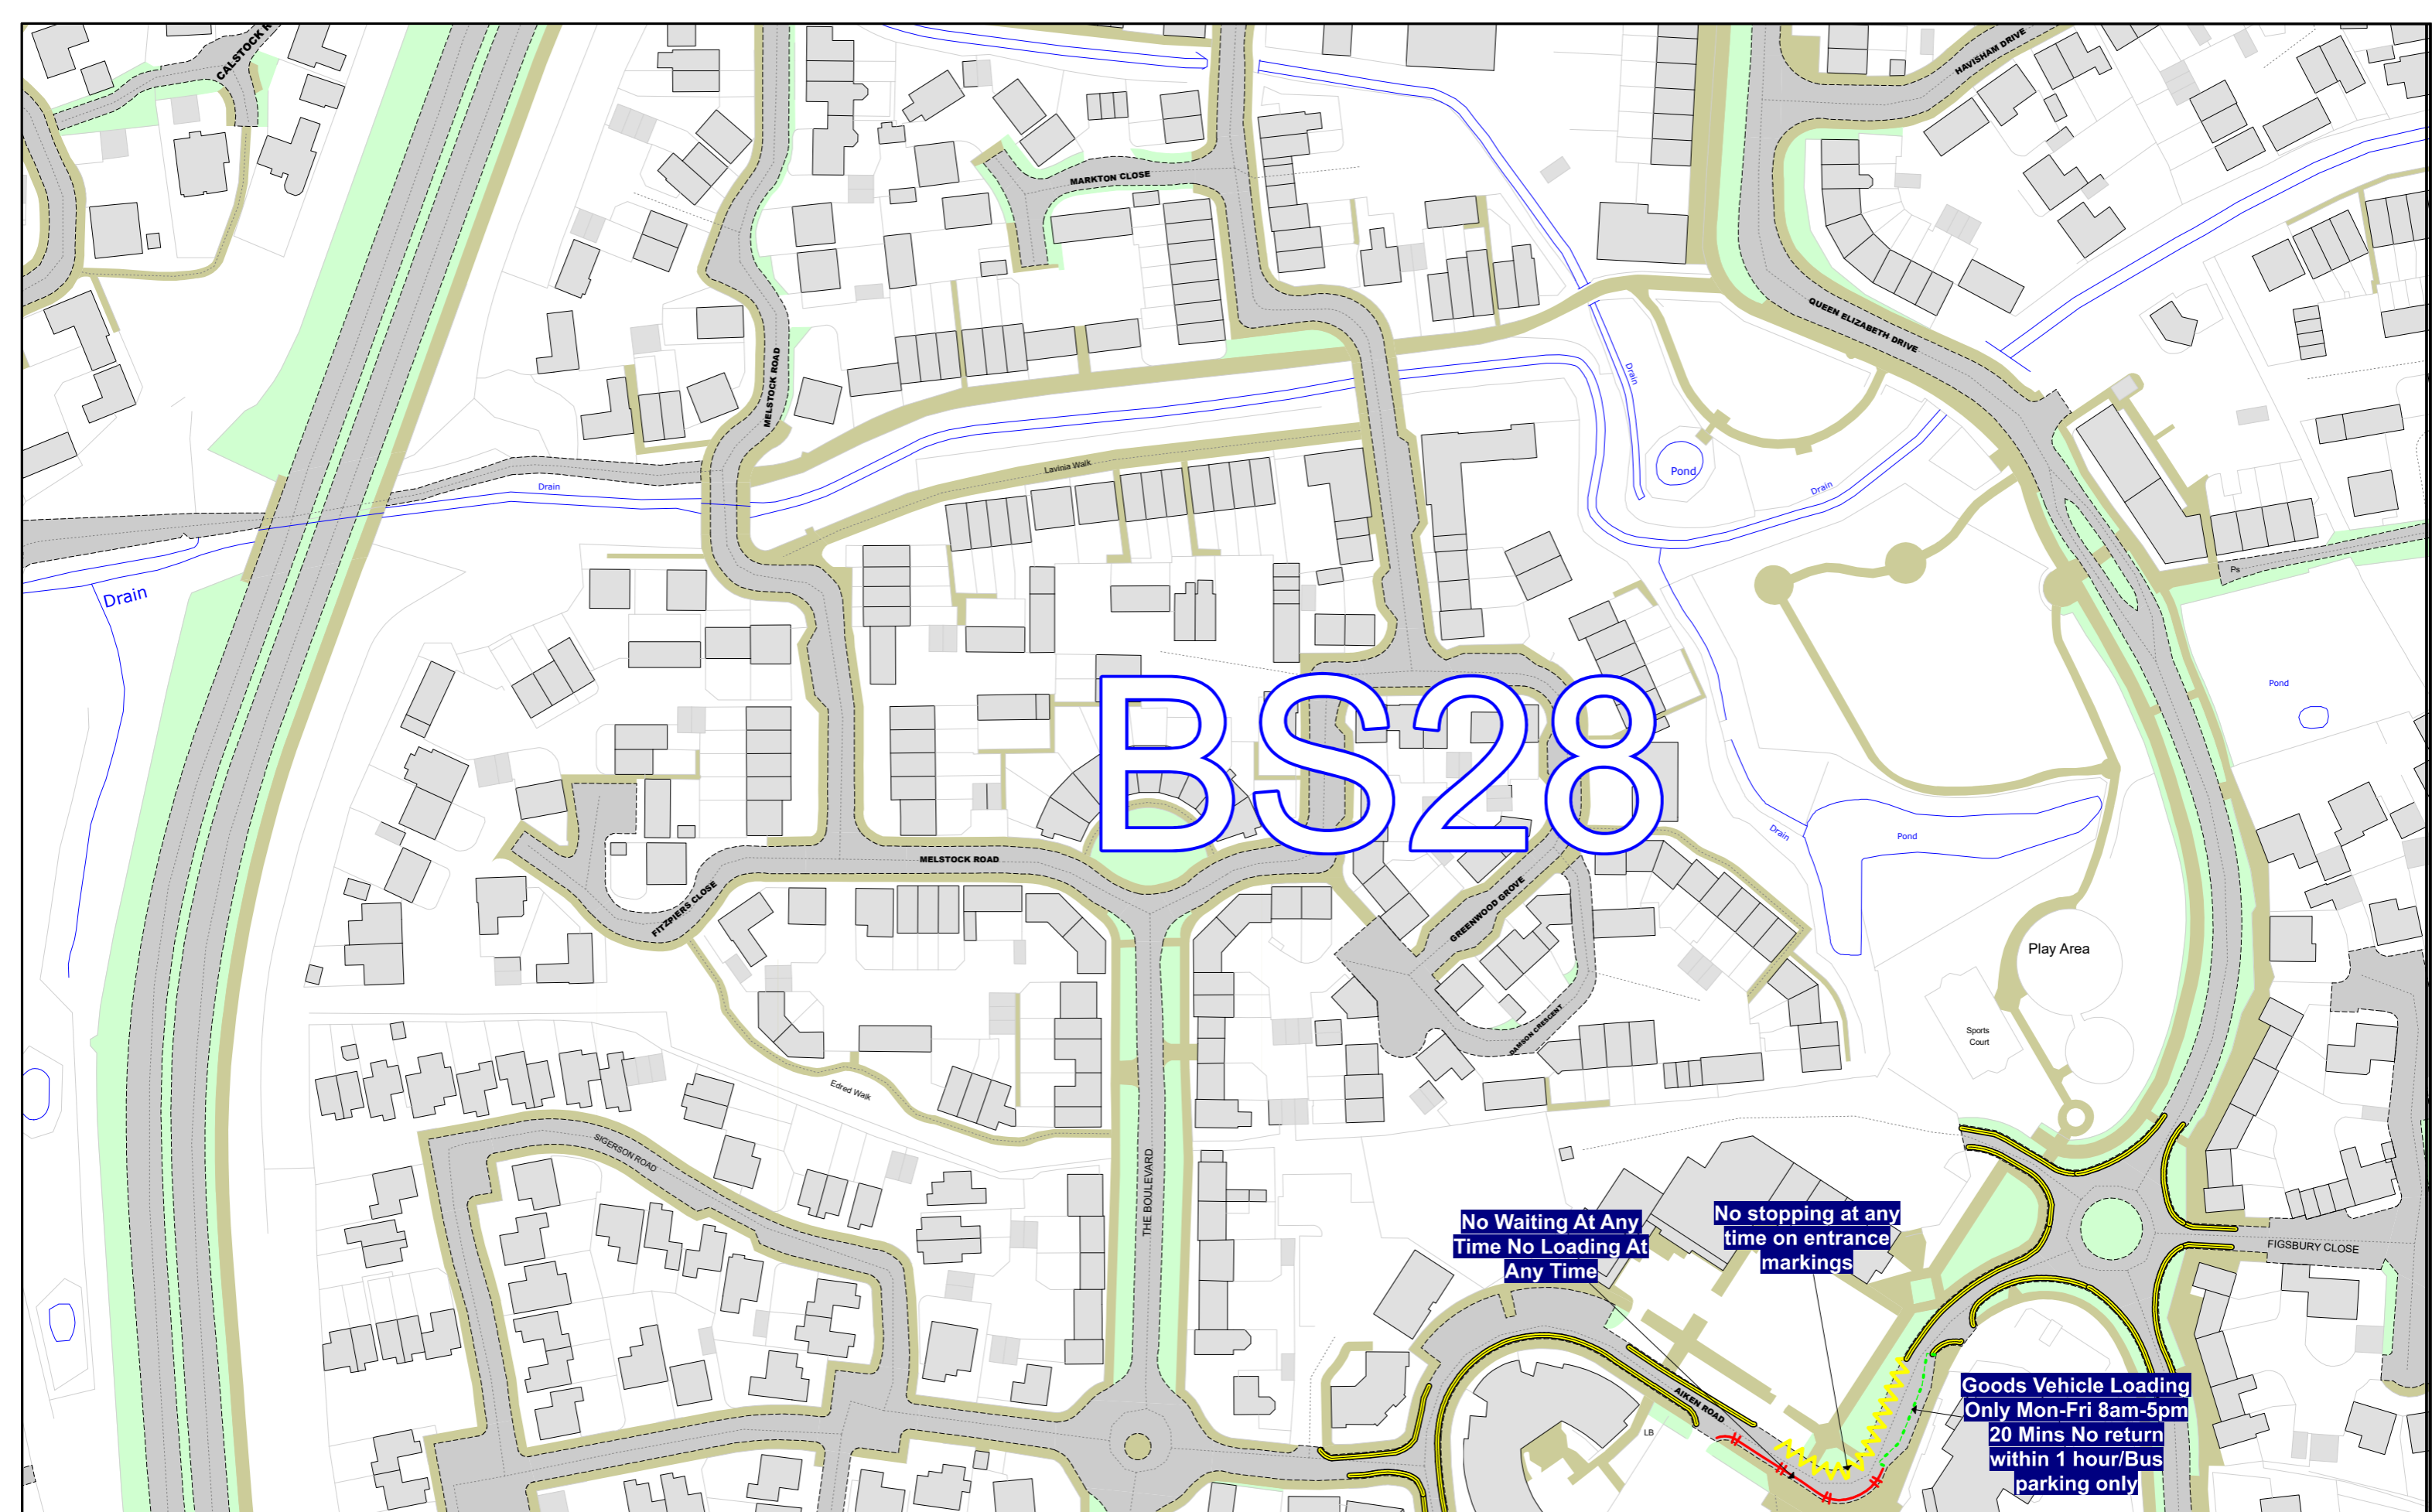 CALSTOCK R
HAVISHAM DRIVE
MARKTON CLOSE
QUEEN ELIZABETH DRIVE
MELSTOCK ROAD
Drain
Lavinia Walk
Pond
Drain
Drain
Drain
Ps
Pond
BS28
Drain
Pond
MELSTOCK ROAD
FITZPIERS CLOSE
GREENWOOD GROVE
Play Area
DAMSON CRESCENT
Sports
Court
Edred Walk
SIGERSON ROAD
THE BOULEVARD
No Waiting At Any
Time No Loading At
Any Time
No stopping at any
time on entrance
markings
FIGSBURY CLOSE
AIKEN ROAD
LB
Goods Vehicle Loading
Only Mon-Fri 8am-5pm
20 Mins No return
within 1 hour/Bus
parking only